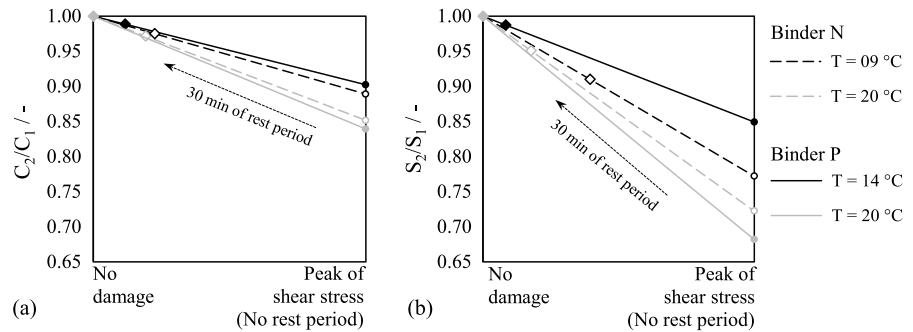 1.00
0.95
0.90
0.85
0.80
0.75
0.70
0.65
C2/C1 / -
30 min of rest period
No
damage
Peak of
shear stress
(No rest period)
(a)
1.00
0.95
0.90
0.85
0.80
0.75
0.70
0.65
S2/S1 / -
30 min of rest period
No
damage
Peak of
shear stress
(No rest period)
(b)
Binder N
T = 09 °C
T = 20 °C
Binder P
T = 14 °C
T = 20 °C